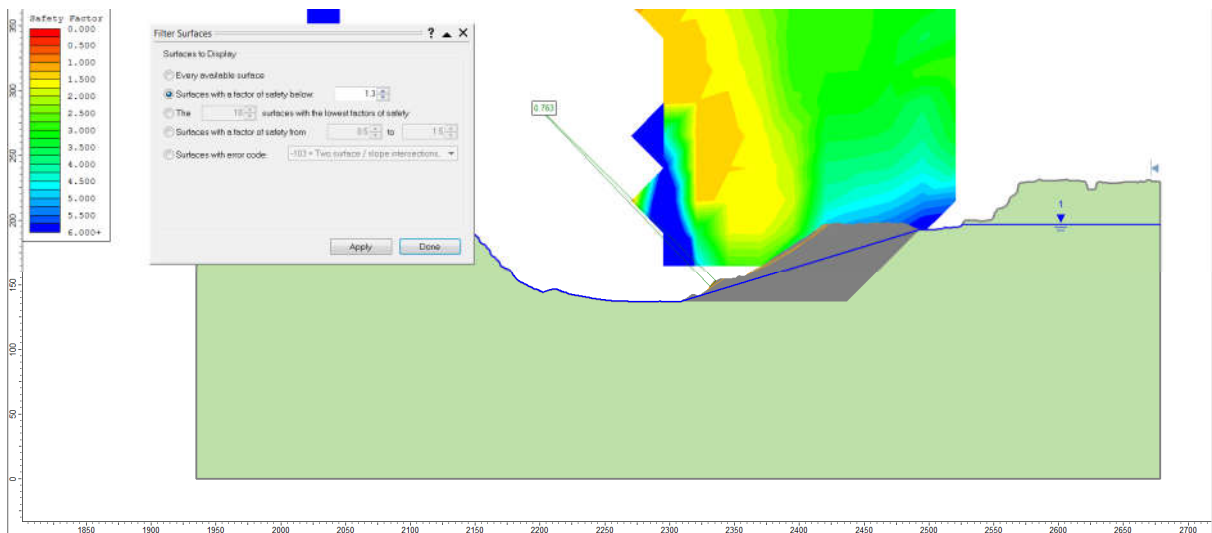 Safety Factor
0.000
0.500
1.000
1.500
2.000
2.500
3.000
3.500
4.000
4.500
5.000
5.500
6.000+
Filter Surfaces ? X
Surfaces to Display
Every available surface
Surfaces with a factor of safety below: 1.3
The 10 surfaces with the lowest factors of safety
Surfaces with a factor of safety from 0.5 to 1.5
Surfaces with error code: -103 = Two surface / slope intersections,
Apply Done
0.763
1
350
300
250
200
150
100
50
0
1850 1900 1950 2000 2050 2100 2150 2200 2250 2300 2350 2400 2450 2500 2550 2600 2650 2700